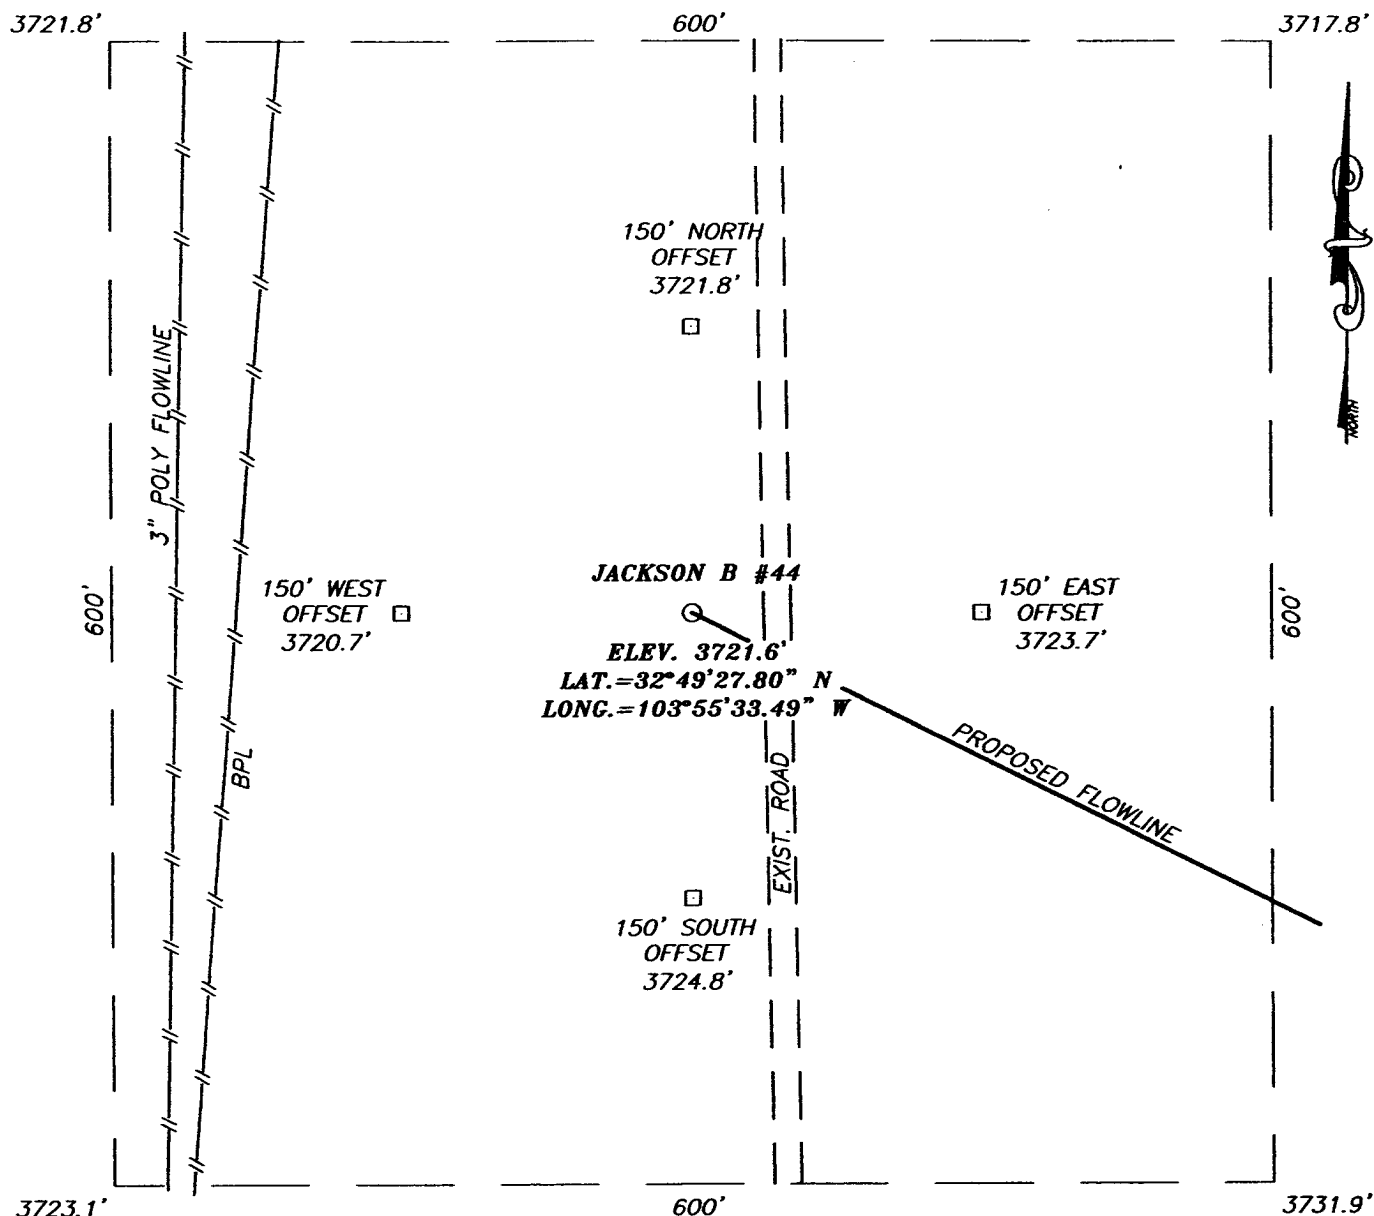 3721.8'
600'
3717.8'
150' NORTH
OFFSET
3721.8'
NORTH
3" POLY FLOWLINE
600'
150' WEST
OFFSET
3720.7'
JACKSON B #44
150' EAST
OFFSET
3723.7'
600'
ELEV. 3721.6'
LAT.=32°49'27.80" N
LONG.=103°55'33.49" W
BPL
EXIST. ROAD
PROPOSED FLOWLINE
150' SOUTH
OFFSET
3724.8'
3723.1'
600'
3731.9'